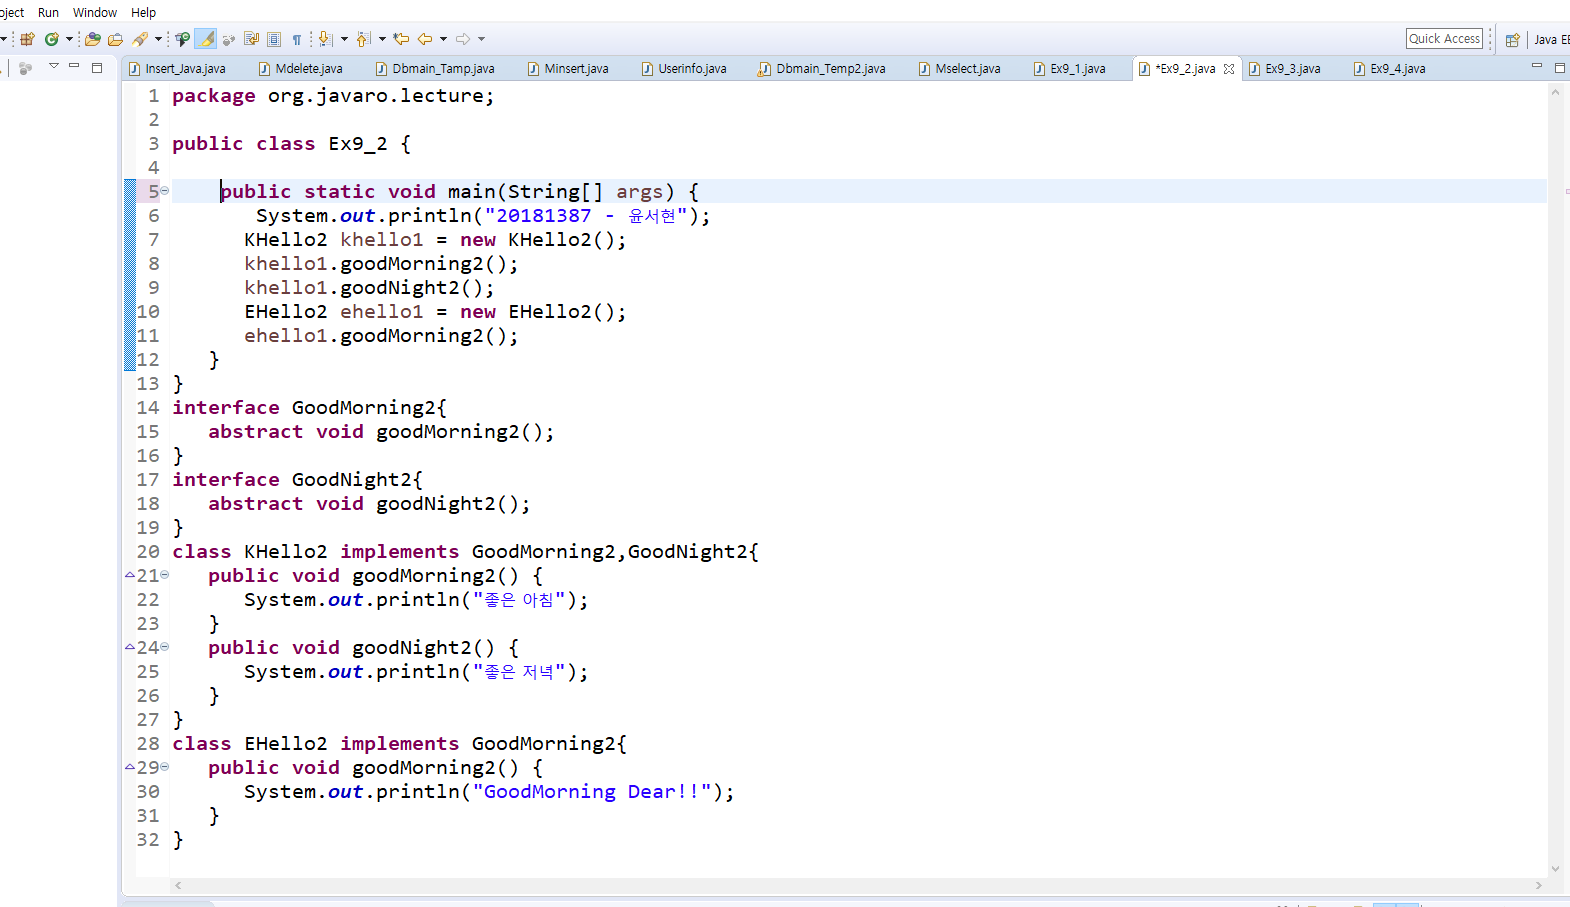 oject Run Window Help
Quick Access Java EE
Insert_Java.java Mdelete.java Dbmain_Tamp.java Minsert.java Userinfo.java Dbmain_Temp2.java Mselect.java Ex9_1.java *Ex9_2.java Ex9_3.java Ex9_4.java
1 package org.javaro.lecture;
2
3 public class Ex9_2 {
4
5 public static void main(String[] args) {
6 System.out.println("20181387 - 윤서현");
7 KHello2 khello1 = new KHello2();
8 khello1.goodMorning2();
9 khello1.goodNight2();
10 EHello2 ehello1 = new EHello2();
11 ehello1.goodMorning2();
12 }
13 }
14 interface GoodMorning2{
15 abstract void goodMorning2();
16 }
17 interface GoodNight2{
18 abstract void goodNight2();
19 }
20 class KHello2 implements GoodMorning2,GoodNight2{
21 public void goodMorning2() {
22 System.out.println("좋은 아침");
23 }
24 public void goodNight2() {
25 System.out.println("좋은 저녁");
26 }
27 }
28 class EHello2 implements GoodMorning2{
29 public void goodMorning2() {
30 System.out.println("GoodMorning Dear!!");
31 }
32 }